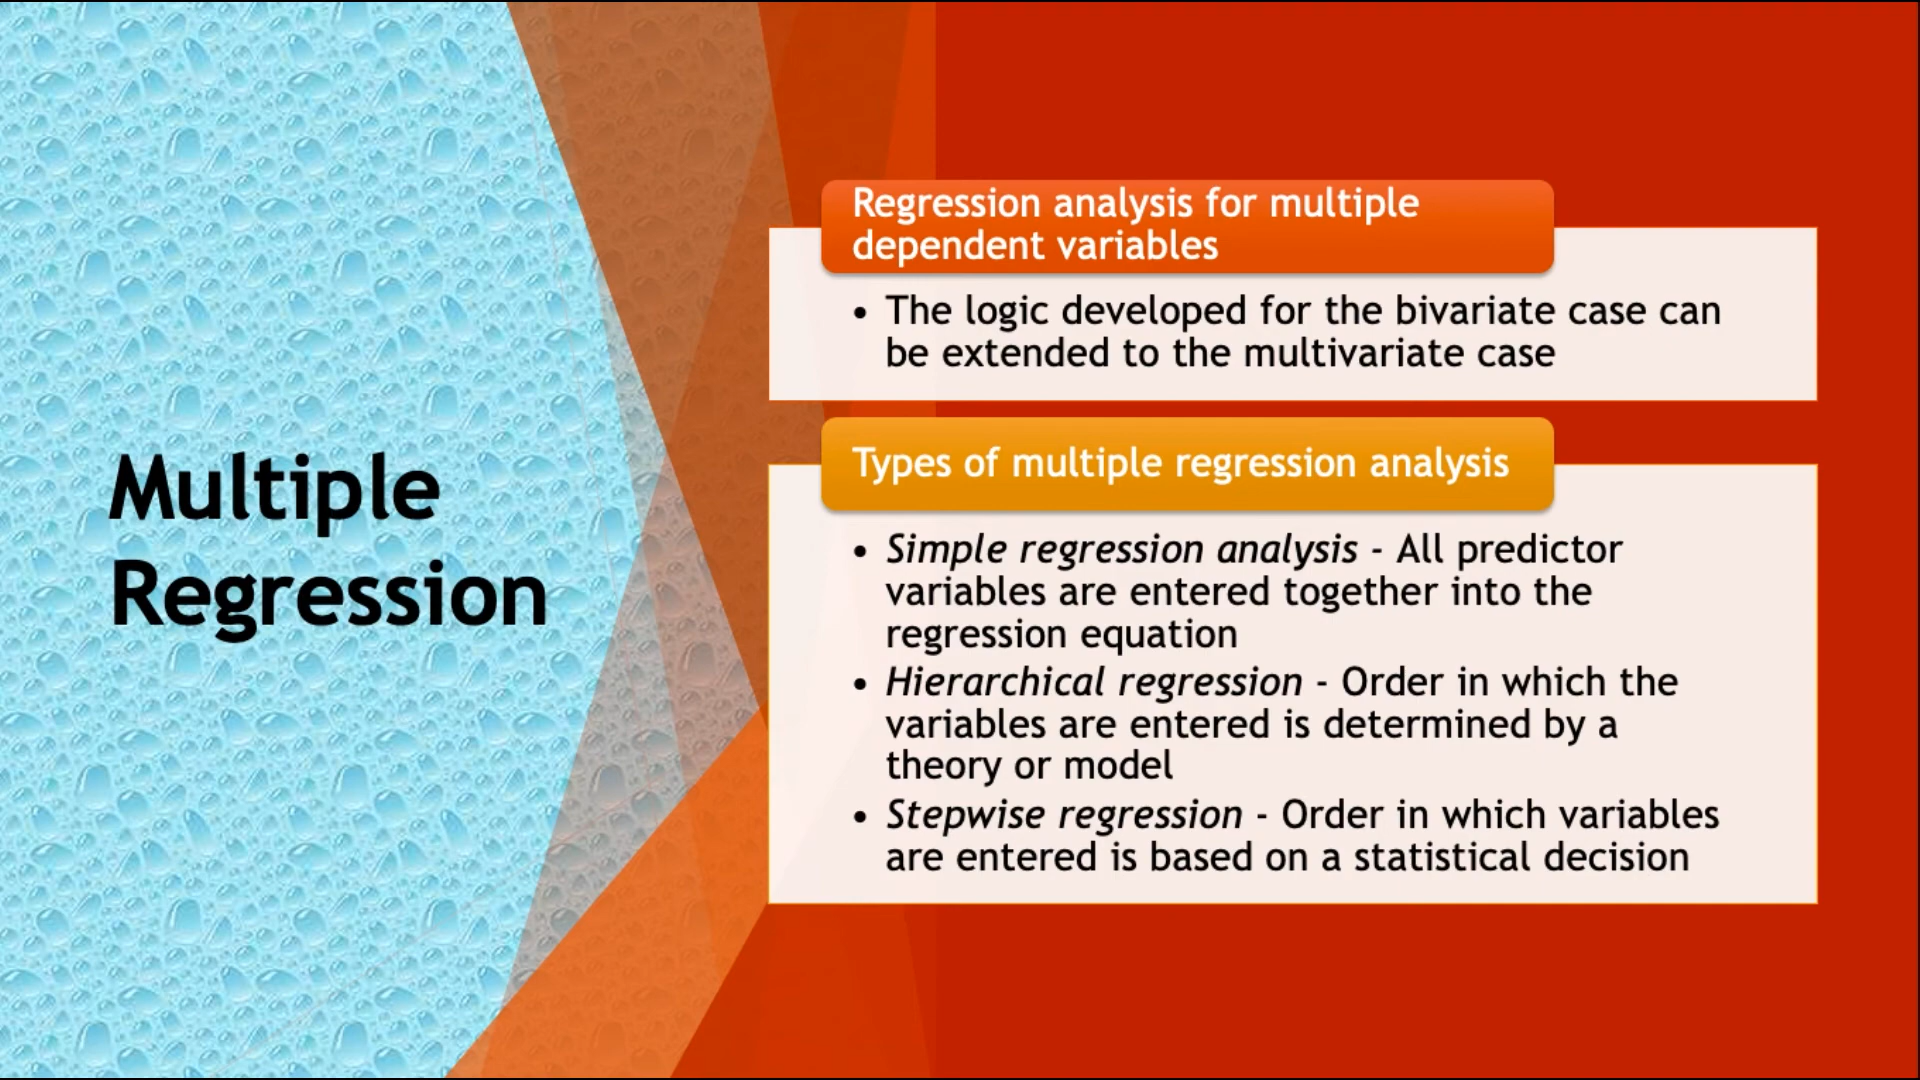 Multiple
Regression
Regression analysis for multiple
dependent variables
• The logic developed for the bivariate case can
be extended to the multivariate case
Types of multiple regression analysis
• Simple regression analysis - All predictor
variables are entered together into the
regression equation
• Hierarchical regression - Order in which the
variables are entered is determined by a
theory or model
• Stepwise regression - Order in which variables
are entered is based on a statistical decision